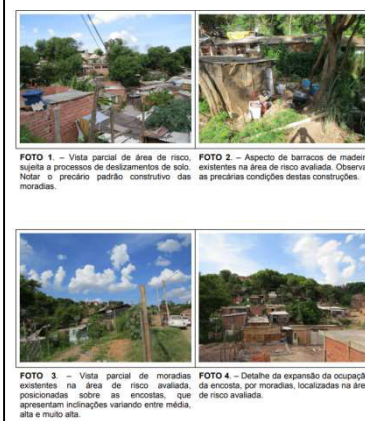 FOTO 1. – Vista parcial de área de risco,
sujeita a processos de deslizamentos de solo.
Notar o precário padrão construtivo das
moradias.
FOTO 2. – Aspecto de barracos de madeir
existentes na área de risco avaliada. Observa
as precárias condições destas construções.
FOTO 3. – Vista parcial de moradias
existentes na área de risco avaliada,
posicionadas sobre as encostas, que
apresentam inclinações variando entre média,
alta e muito alta.
FOTO 4. – Detalhe da expansão da ocupaçã
da encosta, por moradias, localizadas na áre
de risco avaliada.